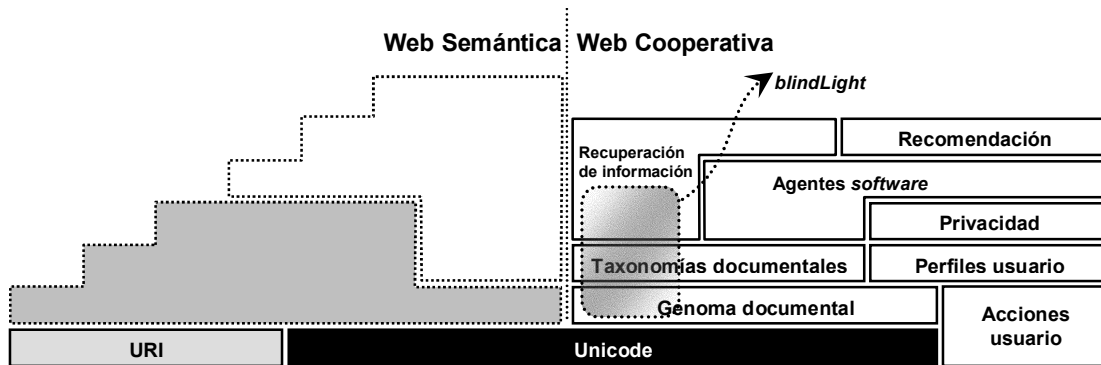 Web Semántica
Web Cooperativa
blindLight
Recomendación
Recuperación
de información
Agentes software
Privacidad
Taxonomías documentales
Perfiles usuario
Genoma documental
Acciones
usuario
URI
Unicode